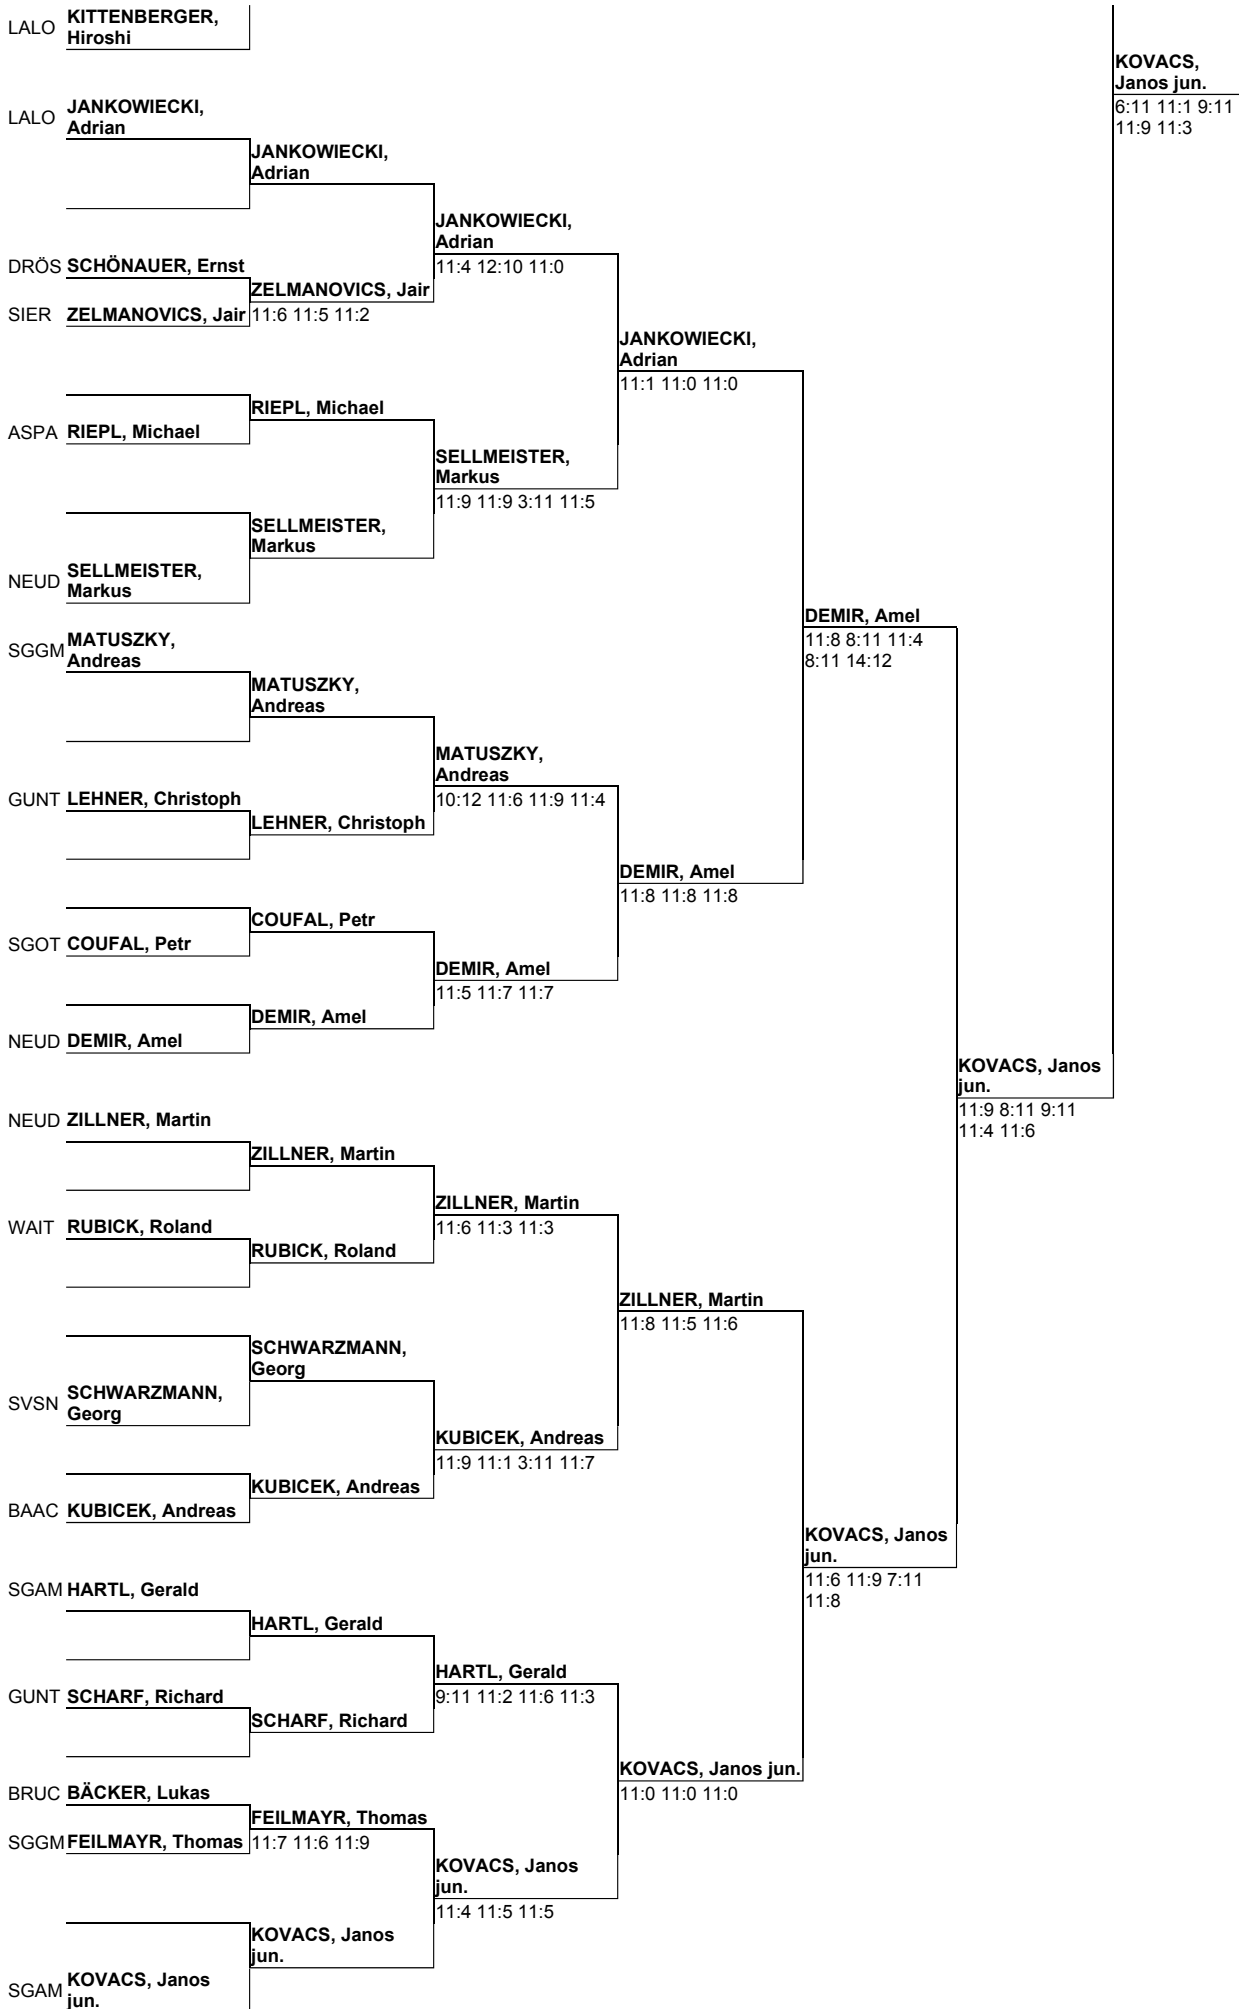 LALO KITTENBERGER,
Hiroshi
KOVACS,
Janos jun.
6:11 11:1 9:11
11:9 11:3
LALO JANKOWIECKI,
Adrian
JANKOWIECKI,
Adrian
JANKOWIECKI,
Adrian
11:4 12:10 11:0
DRÖS SCHÖNAUER, Ernst
ZELMANOVICS, Jair
SIER ZELMANOVICS, Jair 11:6 11:5 11:2
JANKOWIECKI,
Adrian
11:1 11:0 11:0
RIEPL, Michael
ASPA RIEPL, Michael
SELLMEISTER,
Markus
11:9 11:9 3:11 11:5
SELLMEISTER,
Markus
NEUD SELLMEISTER,
Markus
DEMIR, Amel
11:8 8:11 11:4
8:11 14:12
SGGM MATUSZKY,
Andreas
MATUSZKY,
Andreas
MATUSZKY,
Andreas
10:12 11:6 11:9 11:4
GUNT LEHNER, Christoph
LEHNER, Christoph
DEMIR, Amel
11:8 11:8 11:8
COUFAL, Petr
SGOT COUFAL, Petr
DEMIR, Amel
11:5 11:7 11:7
DEMIR, Amel
NEUD DEMIR, Amel
KOVACS, Janos
jun.
11:9 8:11 9:11
11:4 11:6
NEUD ZILLNER, Martin
ZILLNER, Martin
ZILLNER, Martin
11:6 11:3 11:3
WAIT RUBICK, Roland
RUBICK, Roland
ZILLNER, Martin
11:8 11:5 11:6
SCHWARZMANN,
Georg
SVSN SCHWARZMANN,
Georg
KUBICEK, Andreas
11:9 11:1 3:11 11:7
KUBICEK, Andreas
BAAC KUBICEK, Andreas
KOVACS, Janos
jun.
11:6 11:9 7:11
11:8
SGAM HARTL, Gerald
HARTL, Gerald
HARTL, Gerald
9:11 11:2 11:6 11:3
GUNT SCHARF, Richard
SCHARF, Richard
KOVACS, Janos jun.
11:0 11:0 11:0
BRUC BÄCKER, Lukas
FEILMAYR, Thomas
SGGM FEILMAYR, Thomas 11:7 11:6 11:9
KOVACS, Janos
jun.
11:4 11:5 11:5
KOVACS, Janos
jun.
SGAM KOVACS, Janos
jun.